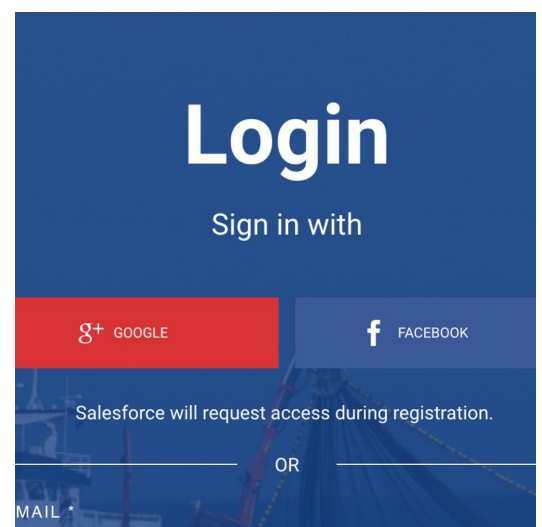 Login
Sign in with
g+ GOOGLE
f FACEBOOK
Salesforce will request access during registration.
OR
MAIL *